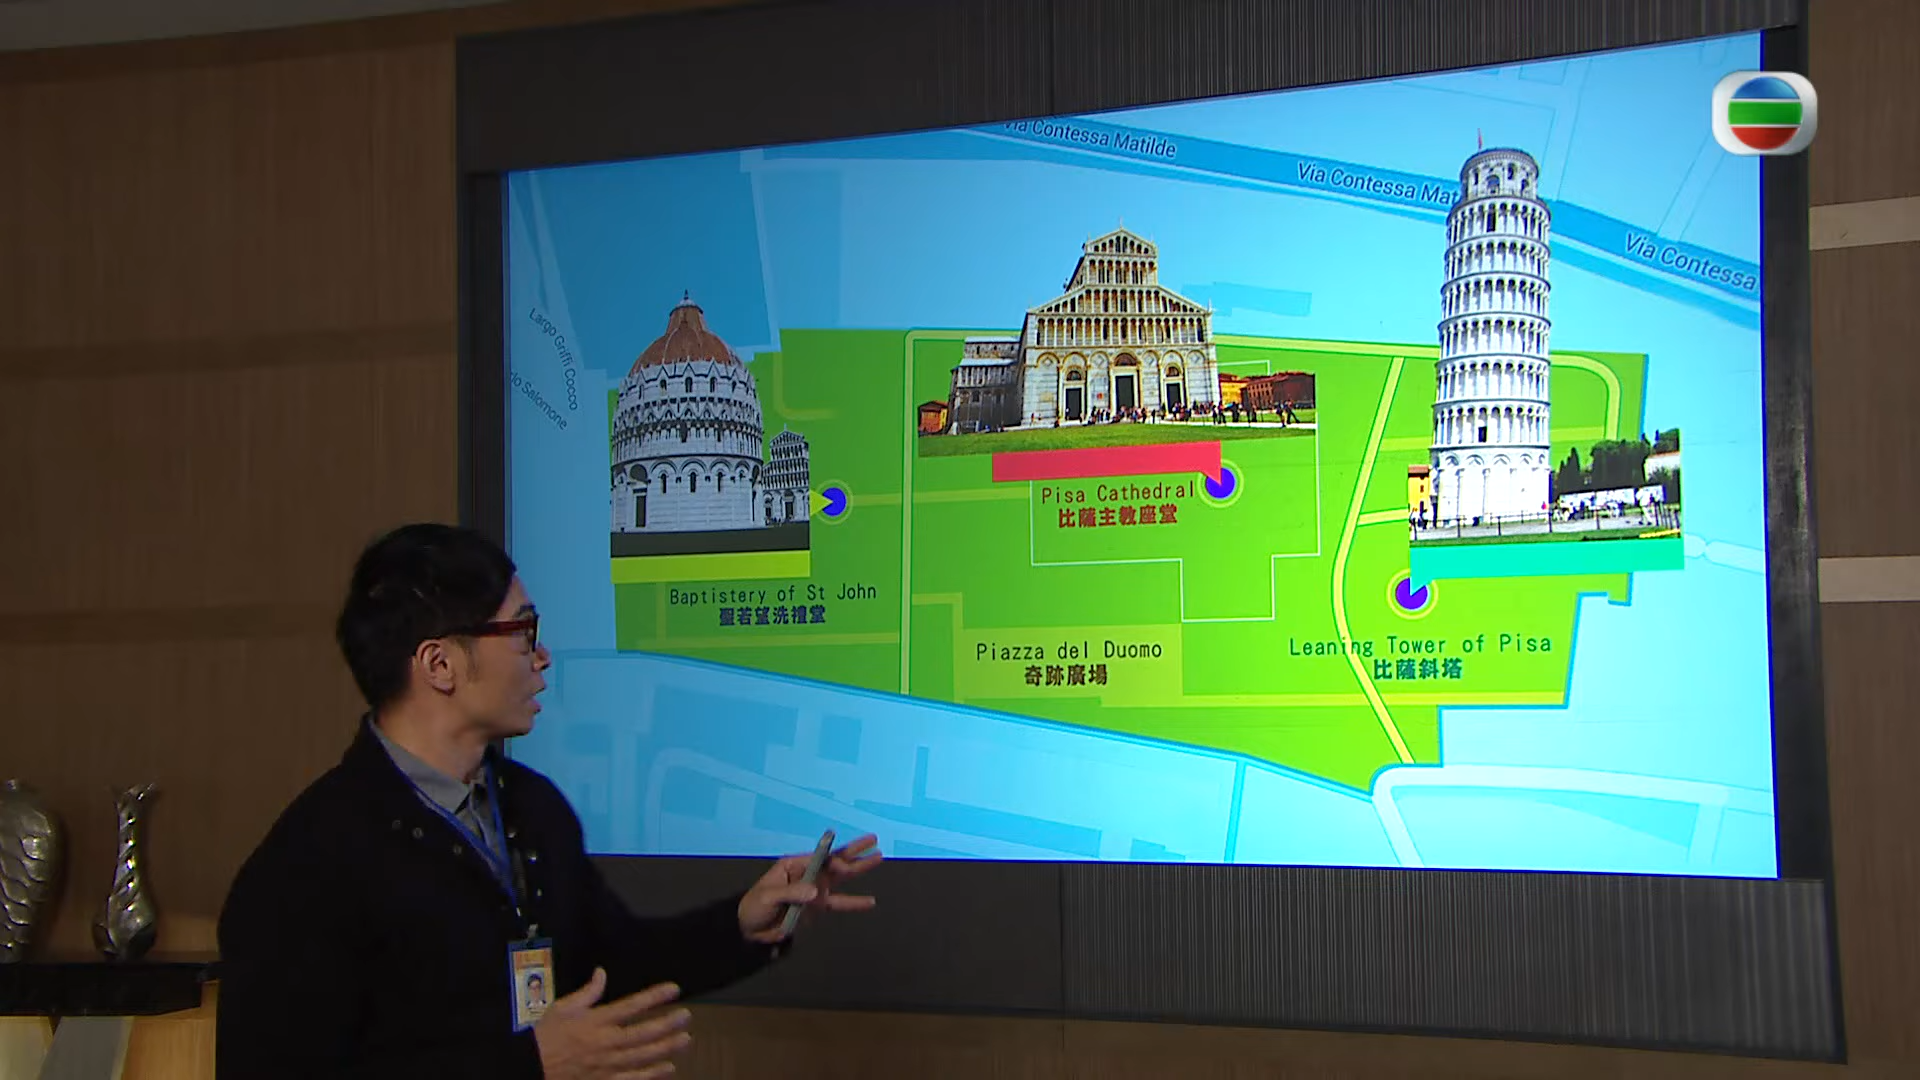 Via Contessa Matilde
Via Contessa Mat
Via Contessa
Largo Griffi Cocco
Salomone
Pisa Cathedral
比薩主教座堂
Baptistery of St John
聖若望洗禮堂
Piazza del Duomo
奇跡廣場
Leaning Tower of Pisa
比薩斜塔